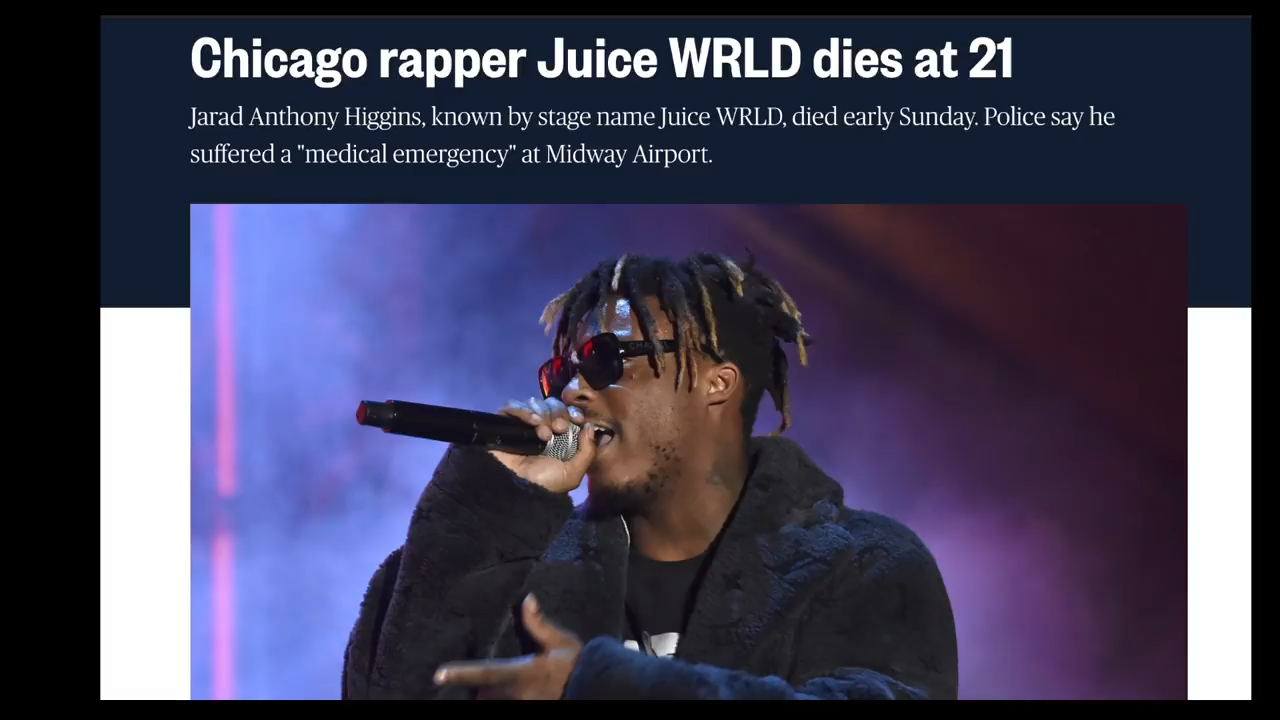 Chicago rapper Juice WRLD dies at 21
Jarad Anthony Higgins, known by stage name Juice WRLD, died early Sunday. Police say he
suffered a "medical emergency" at Midway Airport.